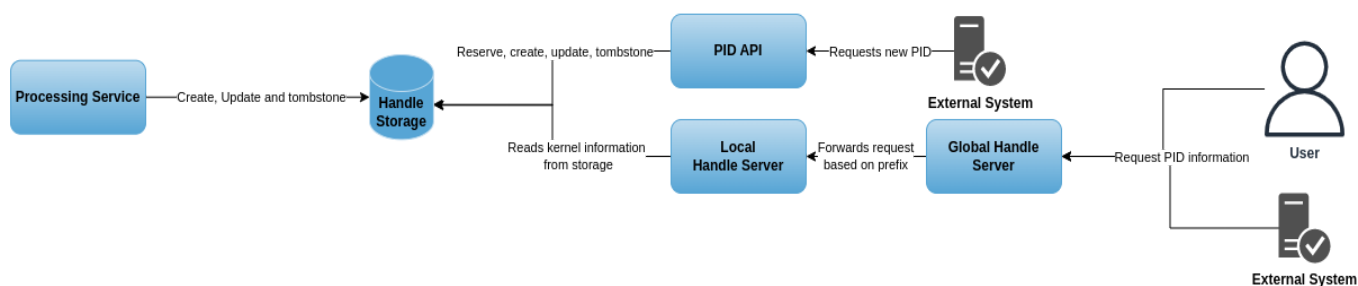 Processing Service
Create, Update and tombstone
Handle
Storage
Reserve, create, update, tombstone
PID API
Requests new PID
External System
Reads kernel information
from storage
Local
Handle Server
Forwards request
based on prefix
Global Handle
Server
Request PID information
User
External System